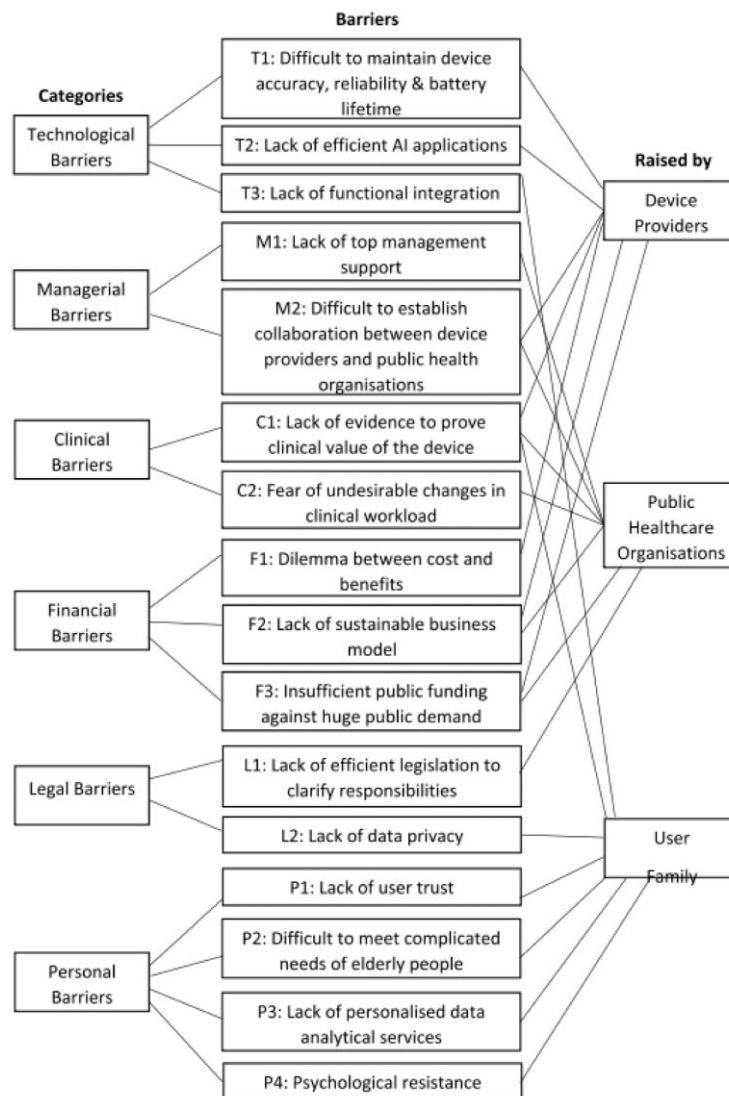 Barriers
Categories
Raised by
Technological
Barriers
Managerial
Barriers
Clinical
Barriers
Financial
Barriers
Legal Barriers
Personal
Barriers
T1: Difficult to maintain device
accuracy, reliability & battery
lifetime
T2: Lack of efficient AI applications
T3: Lack of functional integration
M1: Lack of top management
support
M2: Difficult to establish
collaboration between device
providers and public health
organisations
C1: Lack of evidence to prove
clinical value of the device
C2: Fear of undesirable changes in
clinical workload
F1: Dilemma between cost and
benefits
F2: Lack of sustainable business
model
F3: Insufficient public funding
against huge public demand
L1: Lack of efficient legislation to
clarify responsibilities
L2: Lack of data privacy
P1: Lack of user trust
P2: Difficult to meet complicated
needs of elderly people
P3: Lack of personalised data
analytical services
P4: Psychological resistance
Device
Providers
Public
Healthcare
Organisations
User
Family